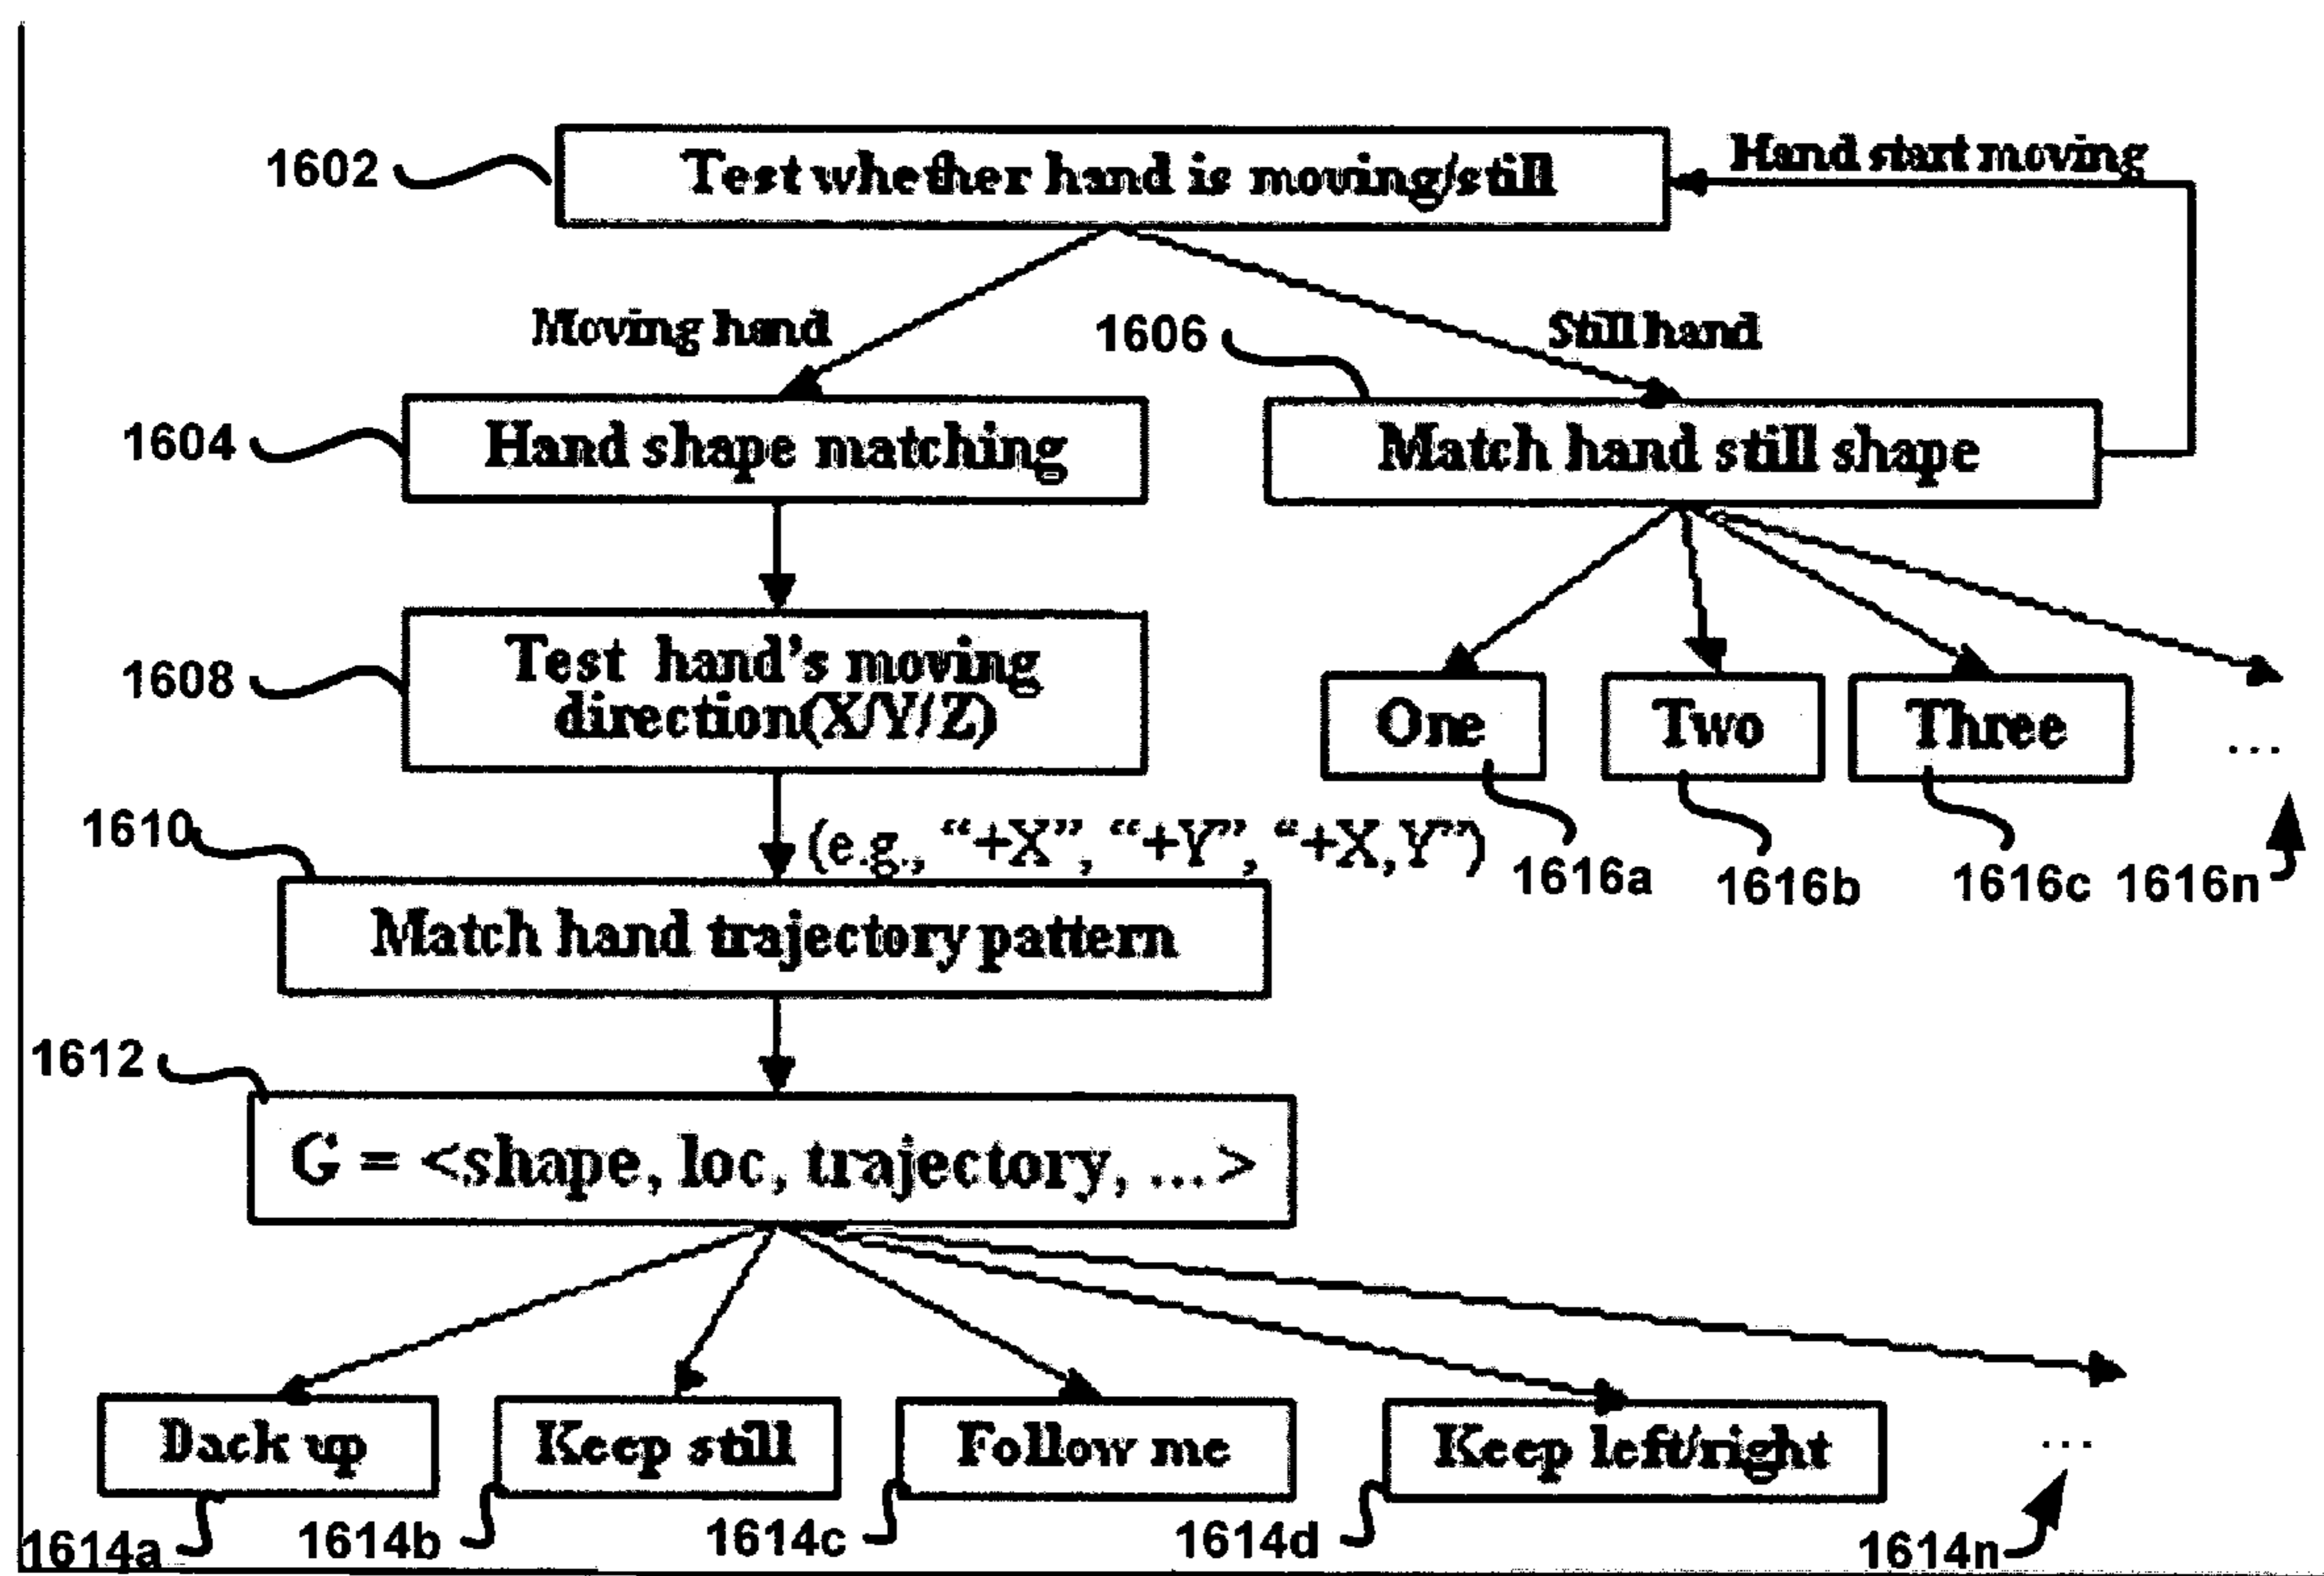 Test whether hand is moving/still
Hand start moving
1602
Moving hand
1606
Still hand
1604
Hand shape matching
Match hand still shape
1608
Test hand's moving
direction(X/Y/Z)
One
Two
Three
...
1610
(e.g., “+X”, “+Y”, “+X,Y”)
1616a
1616b
1616c
1616n
Match hand trajectory pattern
1612
G = <shape, loc, trajectory, ...>
Back up
Keep still
Follow me
Keep left/right
...
1614a
1614b
1614c
1614d
1614n